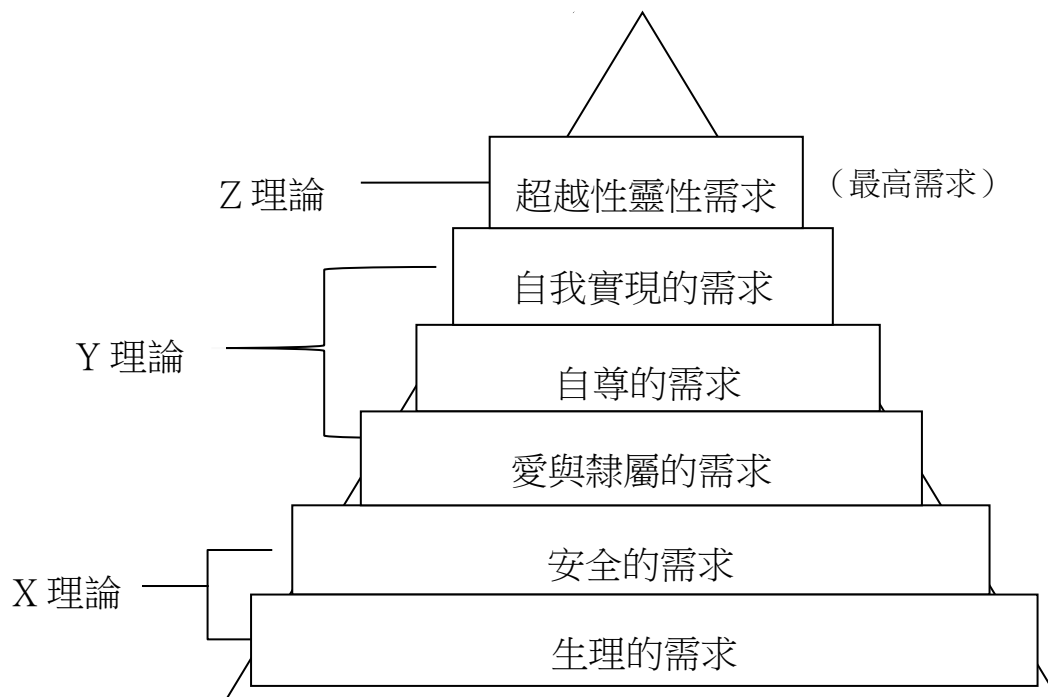 Z 理論
超越性靈性需求
（最高需求）
自我實現的需求
Y 理論
自尊的需求
愛與隸屬的需求
安全的需求
X 理論
生理的需求